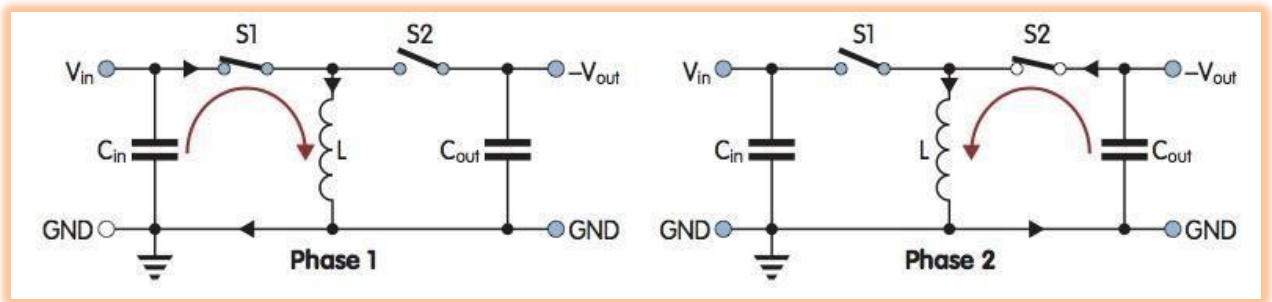 S1 S2
Vin -Vout
Cin L Cout
GND GND
Phase 1
S1 S2
Vin -Vout
Cin L Cout
GND GND
Phase 2